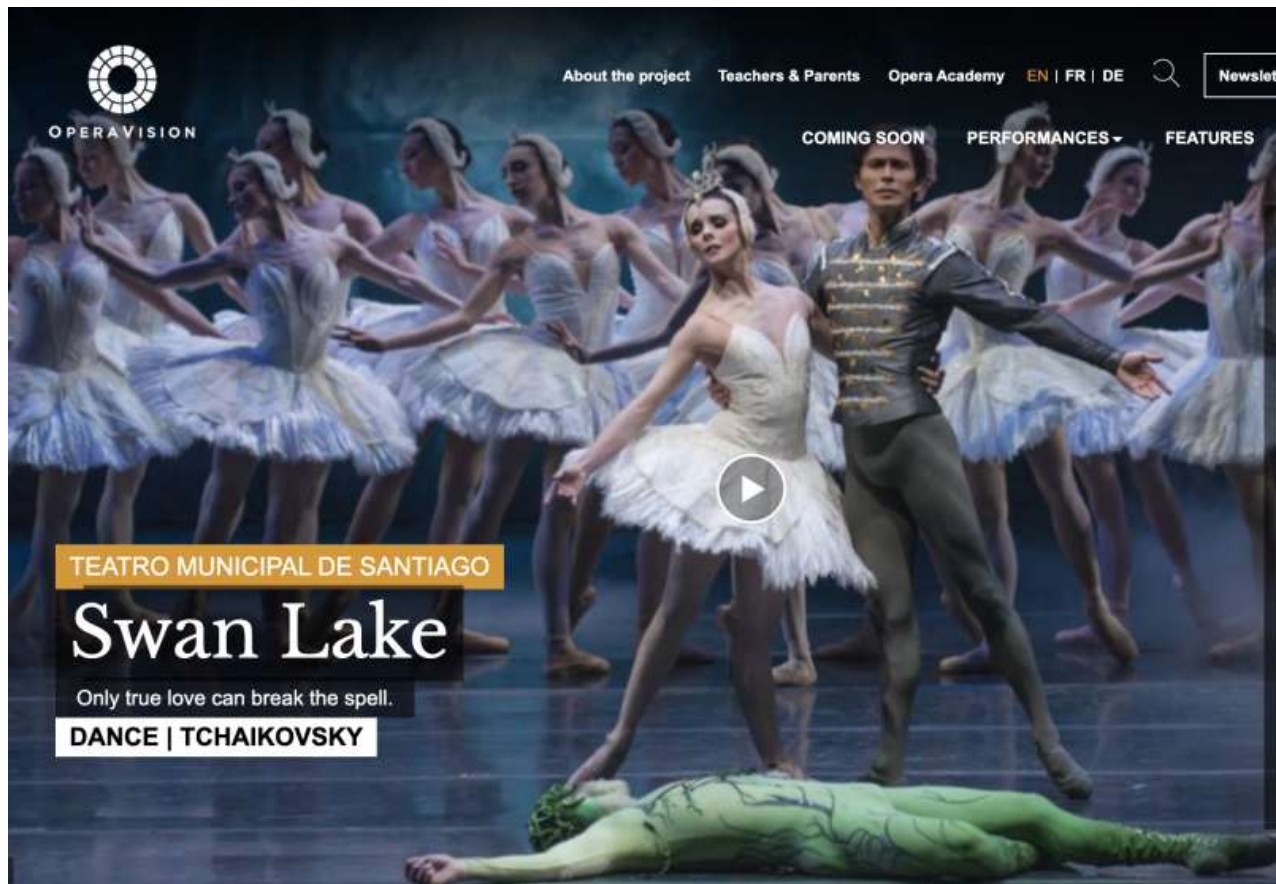 About the project Teachers & Parents Opera Academy EN | FR | DE
OPERAVISION
COMING SOON PERFORMANCES FEATURES
TEATRO MUNICIPAL DE SANTIAGO
Swan Lake
Only true love can break the spell.
DANCE | TCHAIKOVSKY